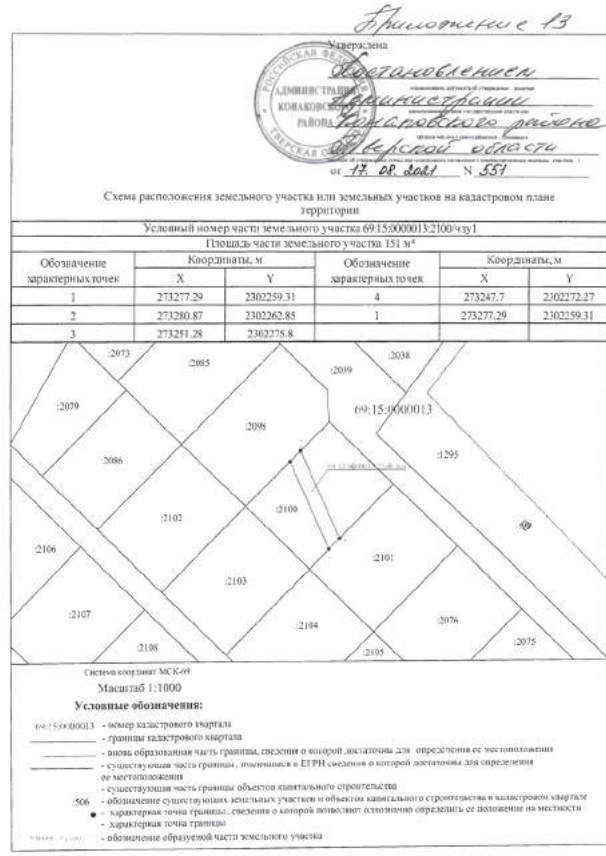 Приложение 13
Утверждена
Постановлением
Администрации
Конаковского района
Тверской области
от 17. 08. 2021 N 551
РОССИЙСКАЯ ФЕДЕРАЦИЯ
АДМИНИСТРАЦИЯ
КОНАКОВСКОГО
РАЙОНА
ТВЕРСКАЯ ОБЛАСТЬ
Схема расположения земельного участка или земельных участков на кадастровом плане
территории
Условный номер части земельного участка 69:15:0000013:2100/чзу1
Площадь части земельного участка 151 м²
Обозначение характерных точек Координаты, м Обозначение характерных точек Координаты, м
X Y X Y
1 273277.29 2302259.31 4 273247.7 2302272.27
2 273280.87 2302262.85 1 273277.29 2302259.31
3 273251.28 2302275.8
:2073
:2085
:2038
:2039
:2079
69:15:0000013
:2098
:2086
:1295
:2100
:2102
:2106
:2101
:2103
:2107
:2104
:2076
:2108
:2105
:2075
Система координат МСК-69
Масштаб 1:1000
Условные обозначения:
69:15:0000013 - номер кадастрового квартала
- границы кадастрового квартала
- вновь образованная часть границы, сведения о которой достаточны для определения ее местоположения
- существующая часть границы, имеющиеся в ЕГРН сведения о которой достаточны для определения
ее местоположения
- существующая часть границы объектов капитального строительства
:506 - обозначение существующих земельных участков и объектов капитального строительства в кадастровом квартале
- характерная точка границы, сведения о которой позволяют однозначно определить ее положение на местности
- характерная точка границы
- обозначение образуемой части земельного участка